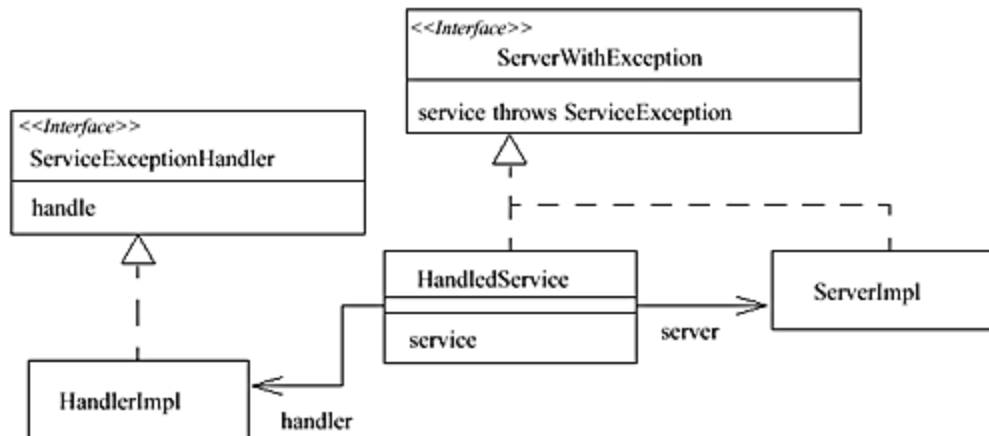 <<Interface>>
ServerWithException
service throws ServiceException
<<Interface>>
ServiceExceptionHandler
handle
HandledService
service
ServerImpl
server
HandlerImpl
handler